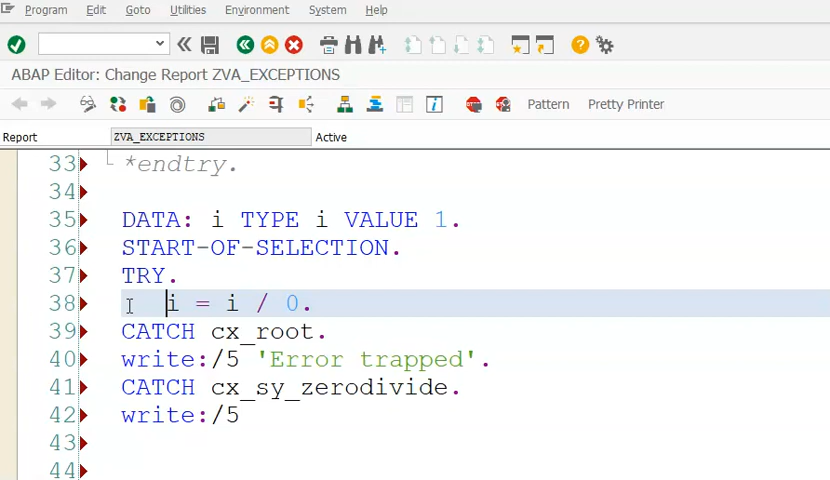 Program Edit Goto Utilities Environment System Help
ABAP Editor: Change Report ZVA_EXCEPTIONS
Pattern Pretty Printer
Report ZVA_EXCEPTIONS Active
33 *endtry.
34
35 DATA: i TYPE i VALUE 1.
36 START-OF-SELECTION.
37 TRY.
38 i = i / 0.
39 CATCH cx_root.
40 write:/5 'Error trapped'.
41 CATCH cx_sy_zerodivide.
42 write:/5
43
44